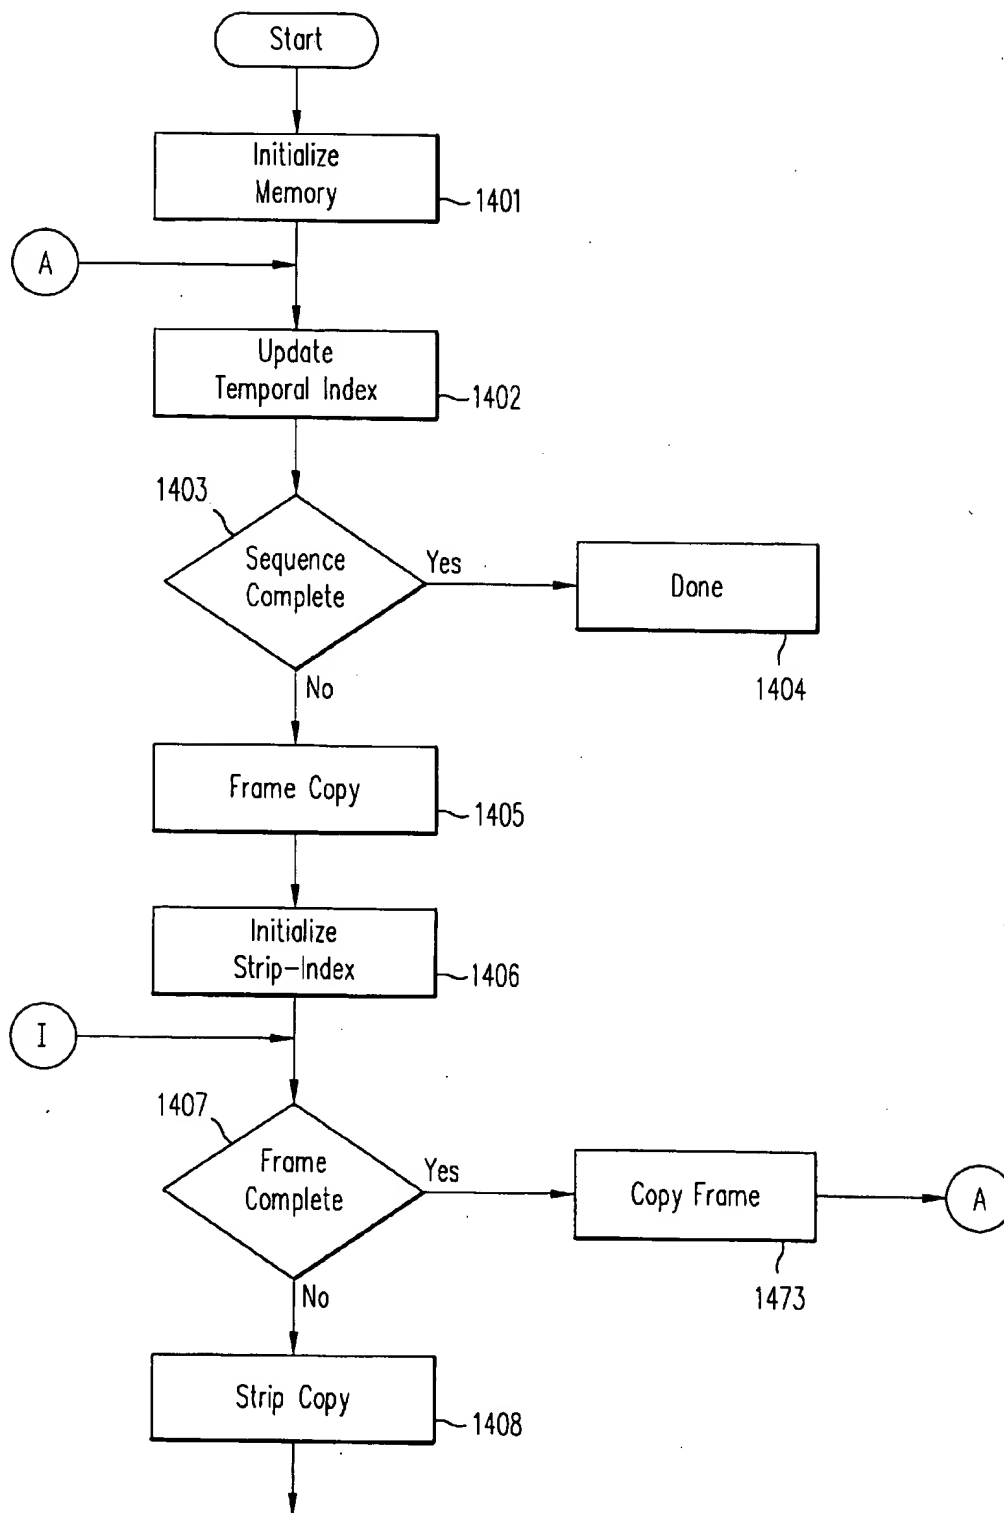 Start
Initialize
Memory
1401
A
Update
Temporal Index
1402
1403
Sequence
Complete
Yes
Done
1404
No
Frame Copy
1405
Initialize
Strip-Index
1406
I
1407
Frame
Complete
Yes
Copy Frame
A
1473
No
Strip Copy
1408